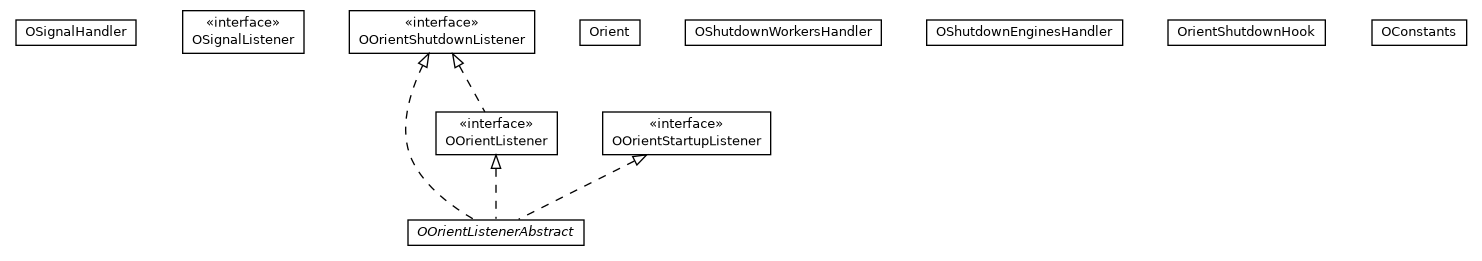 OSignalHandler
«interface»
OSignalListener
«interface»
OOrientShutdownListener
Orient
OShutdownWorkersHandler
OShutdownEnginesHandler
OrientShutdownHook
OConstants
«interface»
OOrientListener
«interface»
OOrientStartupListener
OOrientListenerAbstract